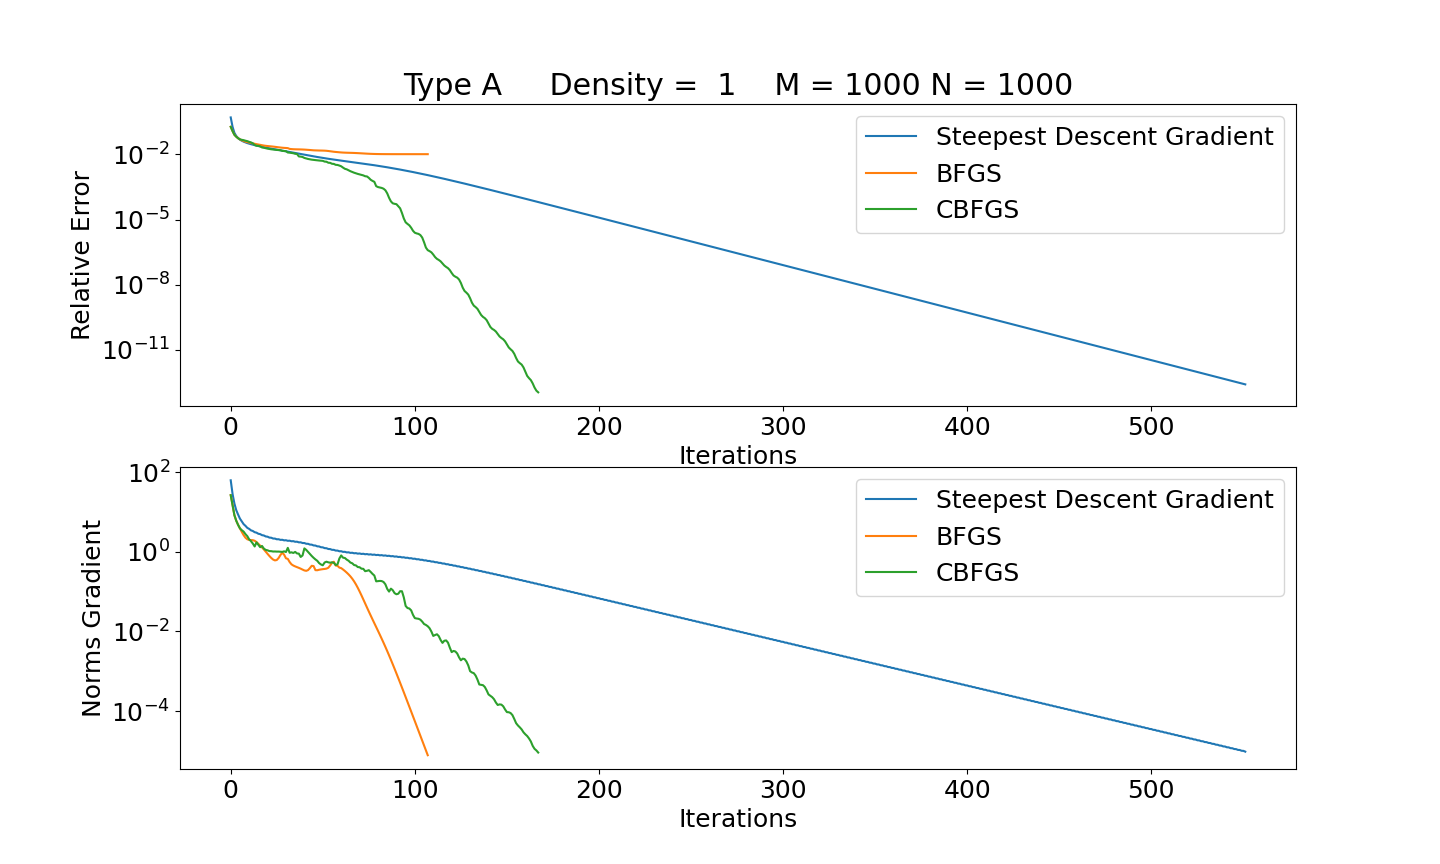 Type A Density = 1 M = 1000 N = 1000
Relative Error
10^-2
10^-5
10^-8
10^-11
Steepest Descent Gradient
BFGS
CBFGS
0 100 200 300 400 500
Iterations
Norms Gradient
10^2
10^0
10^-2
10^-4
Steepest Descent Gradient
BFGS
CBFGS
0 100 200 300 400 500
Iterations